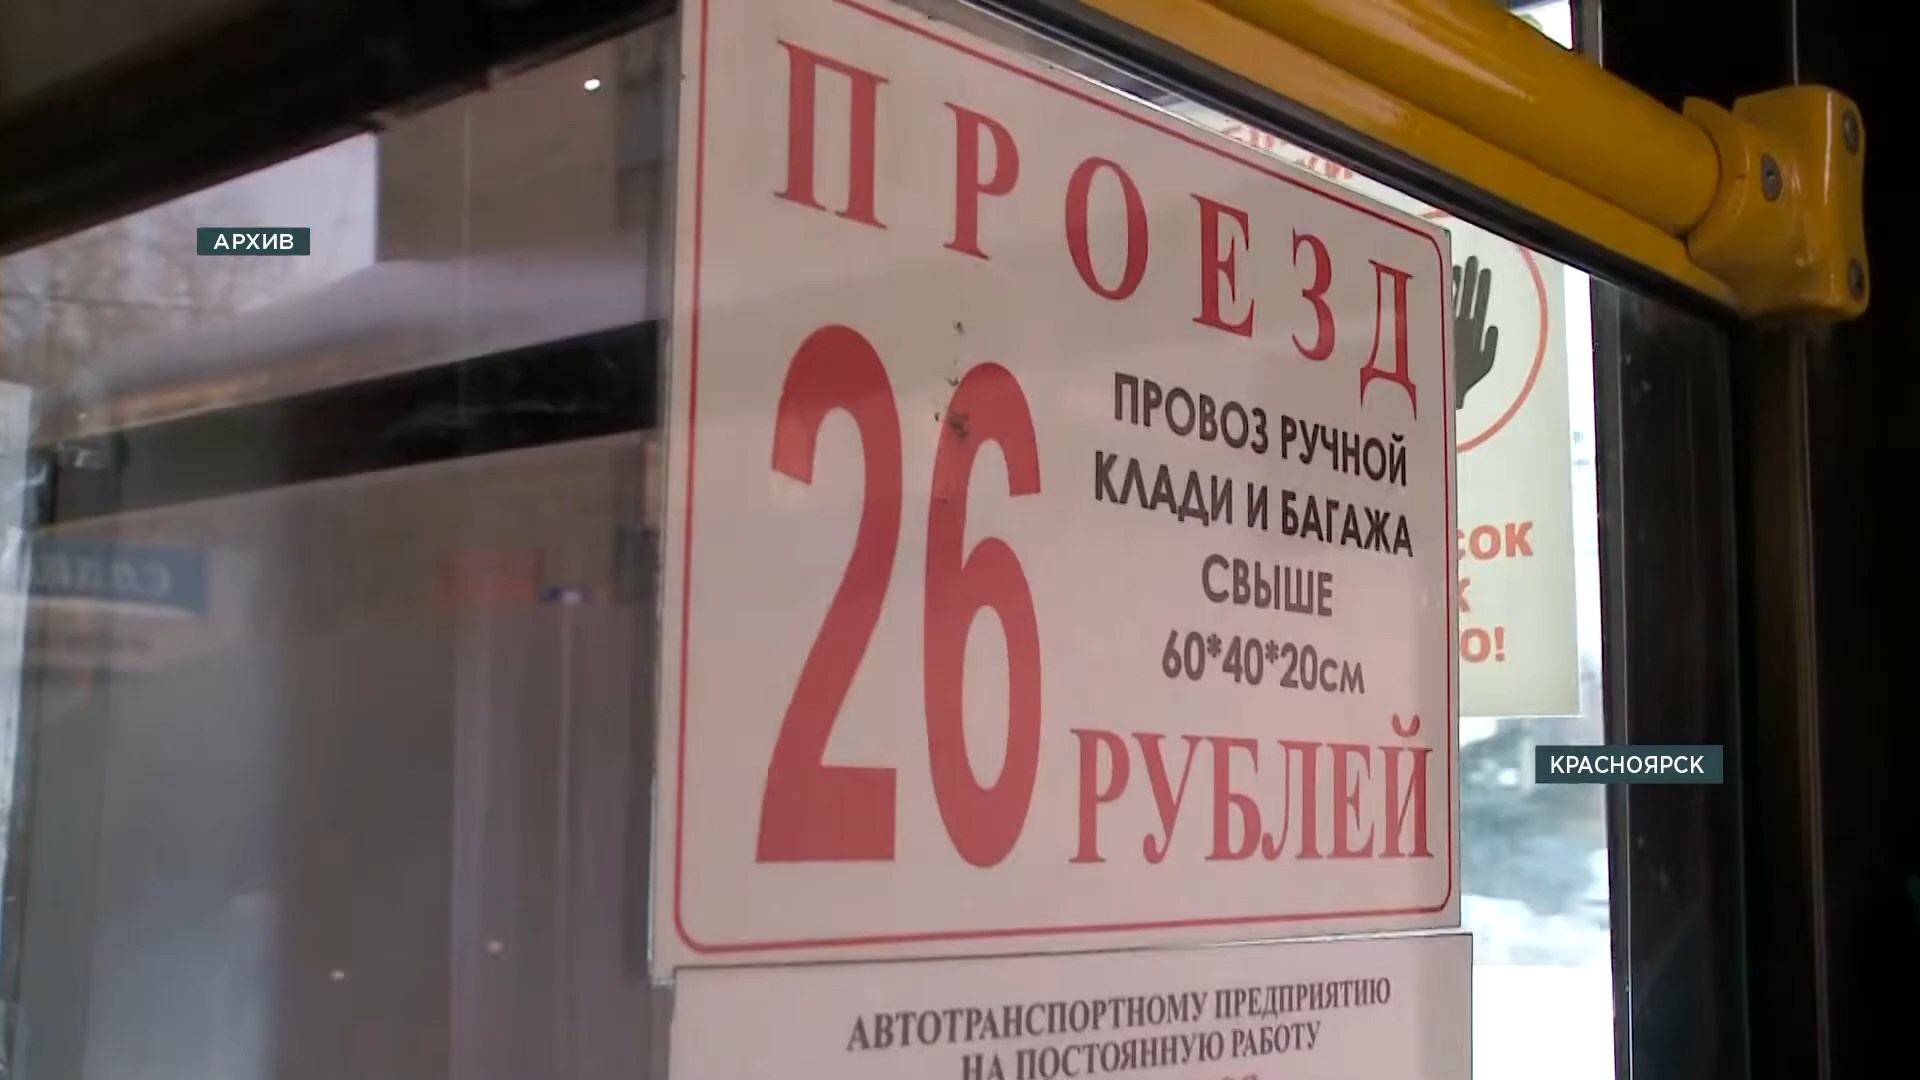 АРХИВ
ПРОЕЗД
26
ПРОВОЗ РУЧНОЙ
КЛАДИ И БАГАЖА
СВЫШЕ
60*40*20см
РУБЛЕЙ
КРАСНОЯРСК
АВТОТРАНСПОРТНОМУ ПРЕДПРИЯТИЮ
НА ПОСТОЯННУЮ РАБОТУ